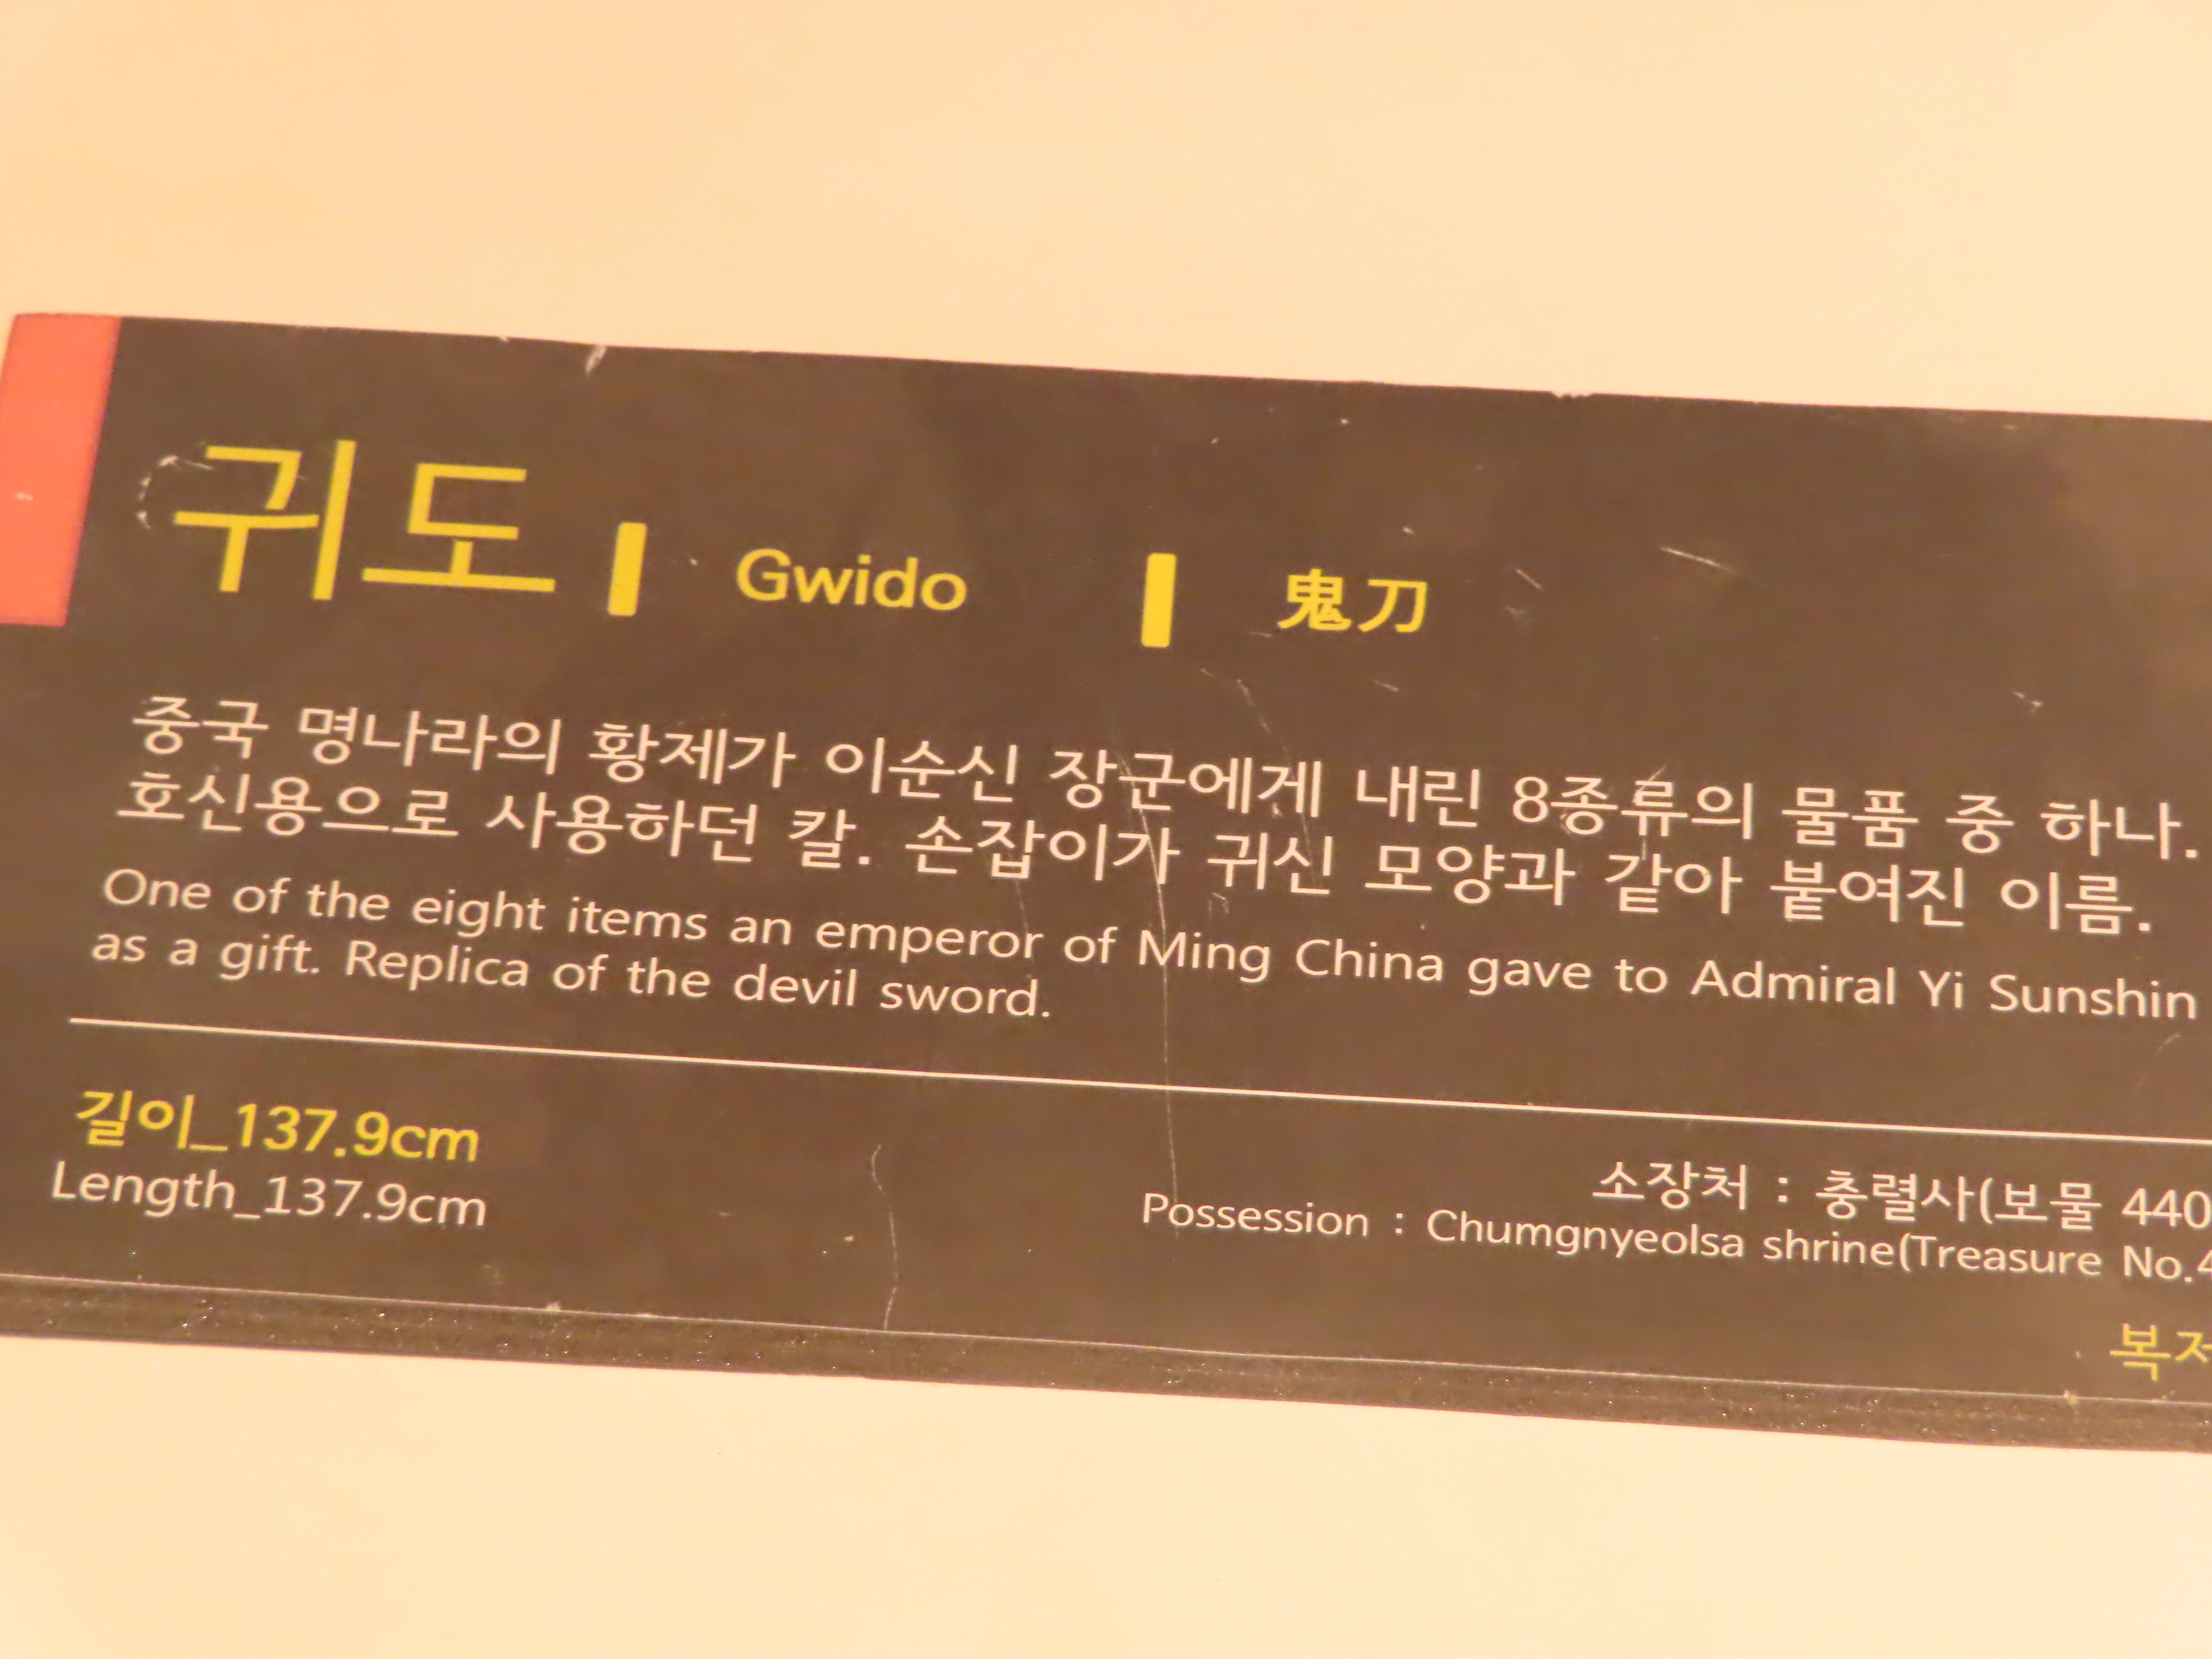 귀도 Gwido 鬼刀
중국 명나라의 황제가 이순신 장군에게 내린 8종류의 물품 중 하나.
호신용으로 사용하던 칼. 손잡이가 귀신 모양과 같아 붙여진 이름.
One of the eight items an emperor of Ming China gave to Admiral Yi Sunshin
as a gift. Replica of the devil sword.
길이_137.9cm
Length_137.9cm
소장처 : 충렬사(보물 440
Possession : Chumgnyeolsa shrine(Treasure No.4
복